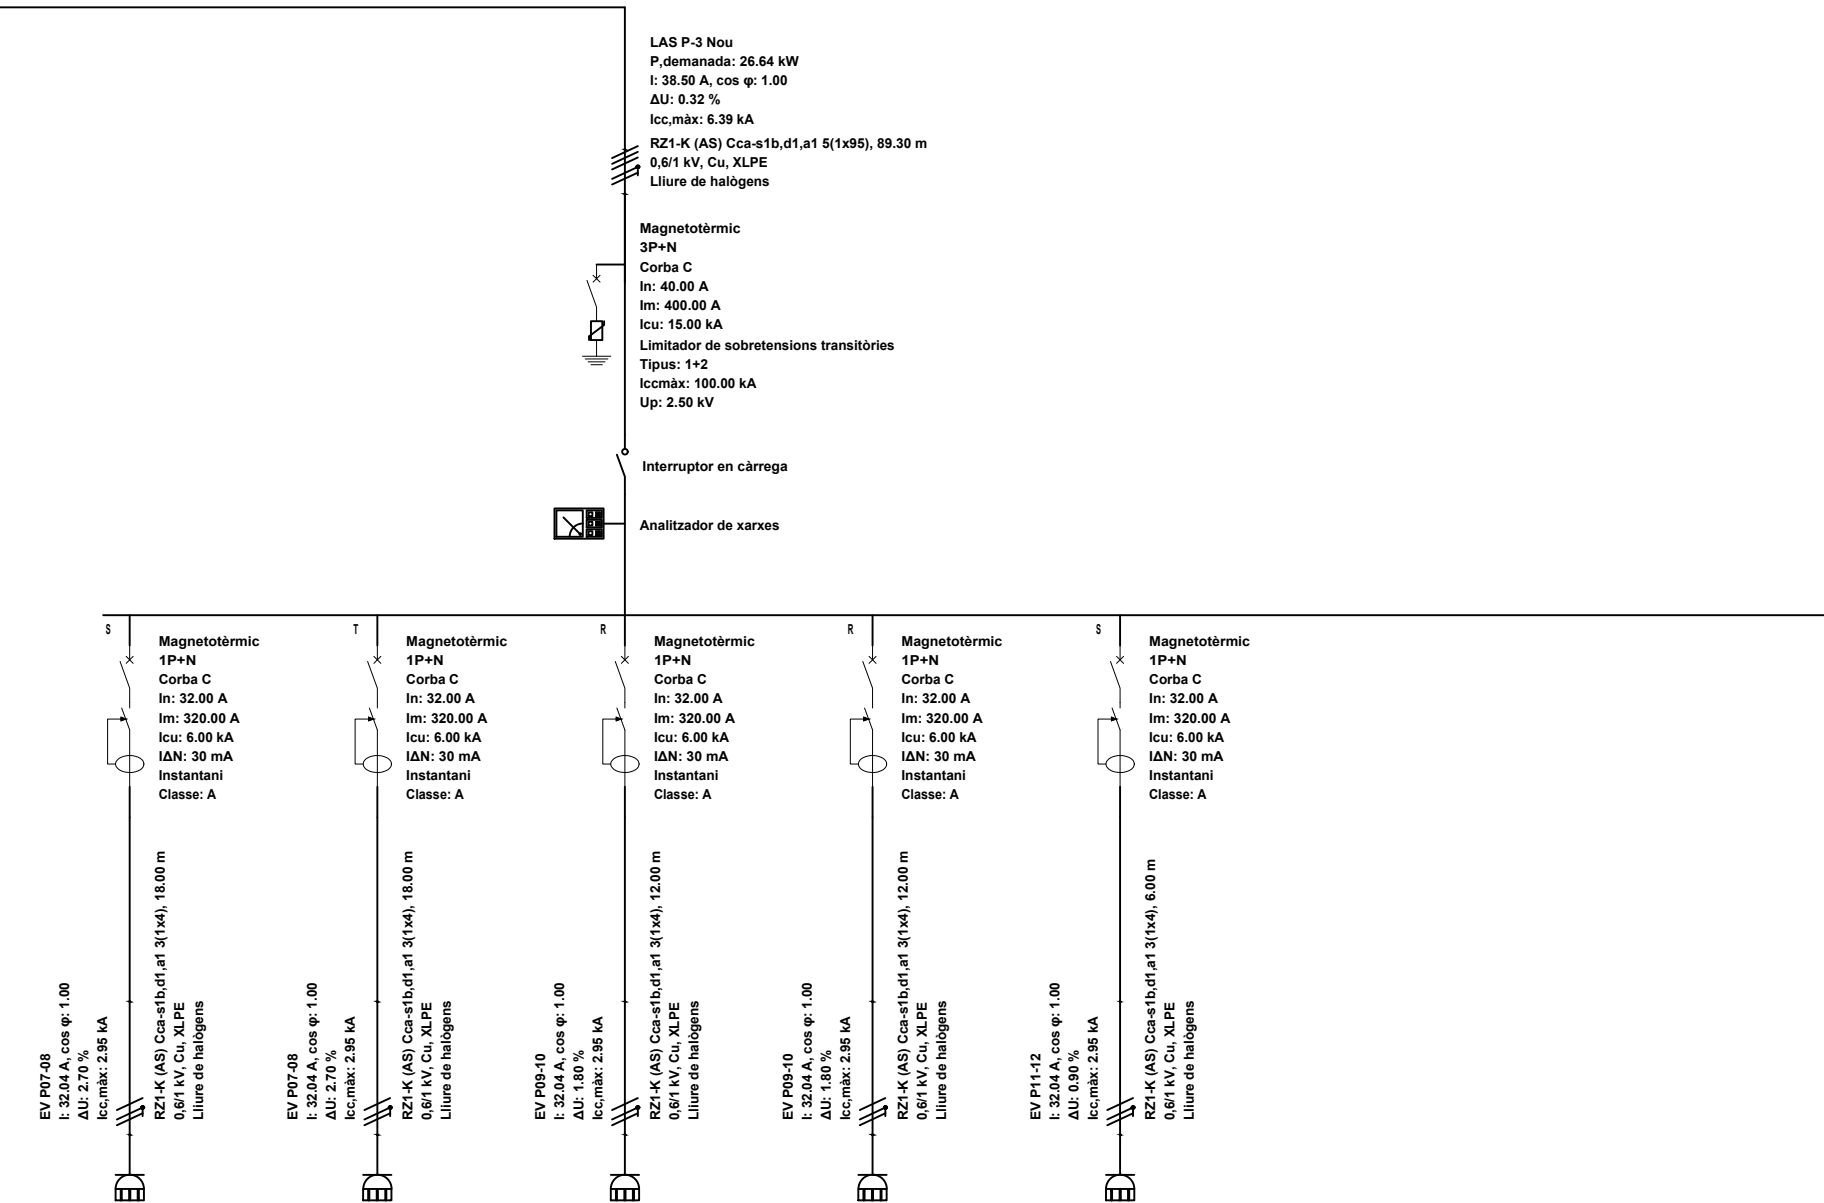 LAS P-3 Nou
P,demanada: 26.64 kW
I: 38.50 A, cos φ: 1.00
ΔU: 0.32 %
Icc,màx: 6.39 kA
RZ1-K (AS) Cca-s1b,d1,a1 5(1x95), 89.30 m
0,6/1 kV, Cu, XLPE
Lliure de halògens
Magnetotèrmic
3P+N
Corba C
In: 40.00 A
Im: 400.00 A
Icu: 15.00 kA
Limitador de sobretensions transitòries
Tipus: 1+2
Iccmàx: 100.00 kA
Up: 2.50 kV
Interruptor en càrrega
Analitzador de xarxes
S
Magnetotèrmic
1P+N
Corba C
In: 32.00 A
Im: 320.00 A
Icu: 6.00 kA
IΔN: 30 mA
Instantani
Classe: A
EV P07-08
I: 32.04 A, cos φ: 1.00
ΔU: 2.70 %
Icc,màx: 2.95 kA
RZ1-K (AS) Cca-s1b,d1,a1 3(1x4), 18.00 m
0,6/1 kV, Cu, XLPE
Lliure de halògens
T
Magnetotèrmic
1P+N
Corba C
In: 32.00 A
Im: 320.00 A
Icu: 6.00 kA
IΔN: 30 mA
Instantani
Classe: A
EV P07-08
I: 32.04 A, cos φ: 1.00
ΔU: 2.70 %
Icc,màx: 2.95 kA
RZ1-K (AS) Cca-s1b,d1,a1 3(1x4), 18.00 m
0,6/1 kV, Cu, XLPE
Lliure de halògens
R
Magnetotèrmic
1P+N
Corba C
In: 32.00 A
Im: 320.00 A
Icu: 6.00 kA
IΔN: 30 mA
Instantani
Classe: A
EV P09-10
I: 32.04 A, cos φ: 1.00
ΔU: 1.80 %
Icc,màx: 2.95 kA
RZ1-K (AS) Cca-s1b,d1,a1 3(1x4), 12.00 m
0,6/1 kV, Cu, XLPE
Lliure de halògens
R
Magnetotèrmic
1P+N
Corba C
In: 32.00 A
Im: 320.00 A
Icu: 6.00 kA
IΔN: 30 mA
Instantani
Classe: A
EV P09-10
I: 32.04 A, cos φ: 1.00
ΔU: 1.80 %
Icc,màx: 2.95 kA
RZ1-K (AS) Cca-s1b,d1,a1 3(1x4), 12.00 m
0,6/1 kV, Cu, XLPE
Lliure de halògens
S
Magnetotèrmic
1P+N
Corba C
In: 32.00 A
Im: 320.00 A
Icu: 6.00 kA
IΔN: 30 mA
Instantani
Classe: A
EV P11-12
I: 32.04 A, cos φ: 1.00
ΔU: 0.90 %
Icc,màx: 2.95 kA
RZ1-K (AS) Cca-s1b,d1,a1 3(1x4), 6.00 m
0,6/1 kV, Cu, XLPE
Lliure de halògens